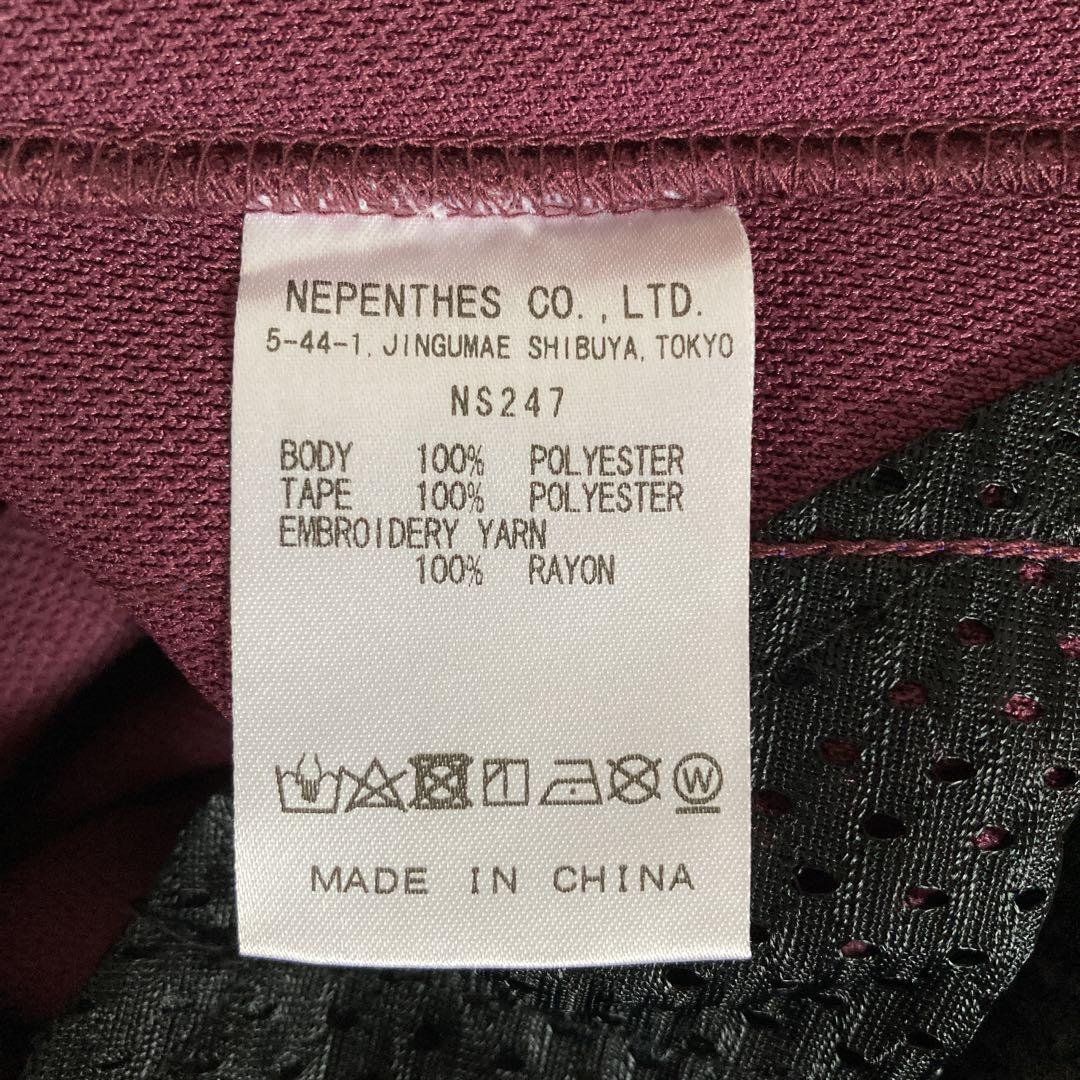 NEPENTHES CO., LTD.
5-44-1, JINGUMAE SHIBUYA, TOKYO
NS247
BODY 100% POLYESTER
TAPE 100% POLYESTER
EMBROIDERY YARN
100% RAYON
W
MADE IN CHINA